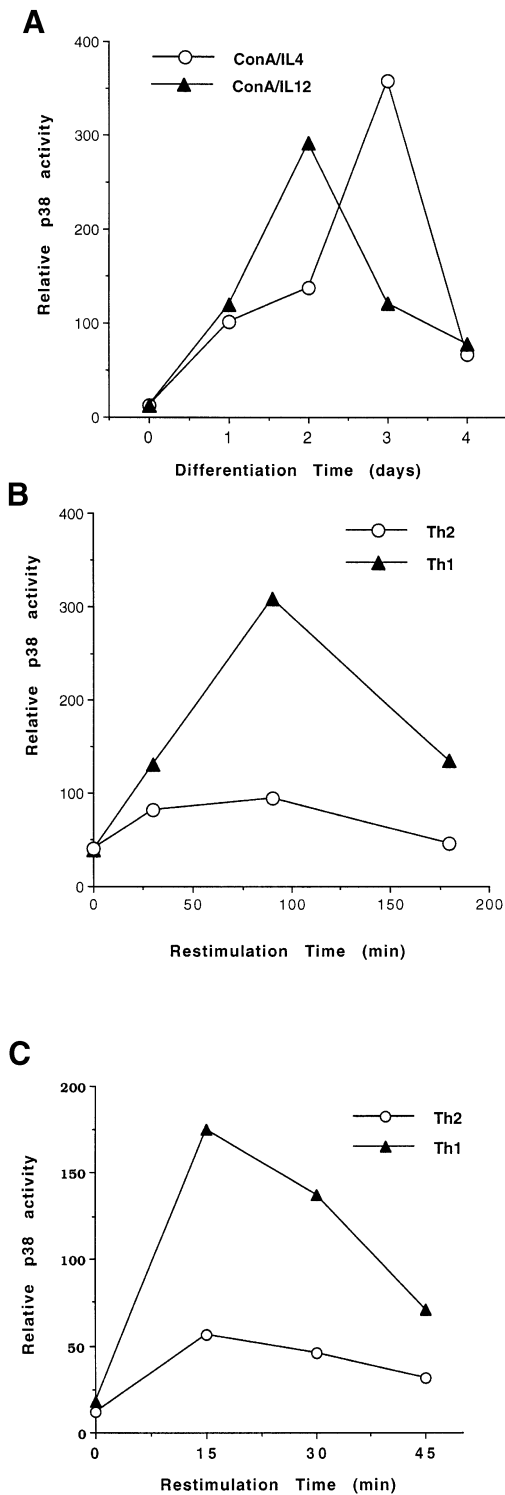 A
ConA/IL4
ConA/IL12
400
300
200
100
0
Relative p38 activity
0 1 2 3 4
Differentiation Time (days)
B
Th2
Th1
400
300
200
100
0
Relative p38 activity
0 50 100 150 200
Restimulation Time (min)
C
Th2
Th1
200
150
100
50
0
Relative p38 activity
0 15 30 45
Restimulation Time (min)